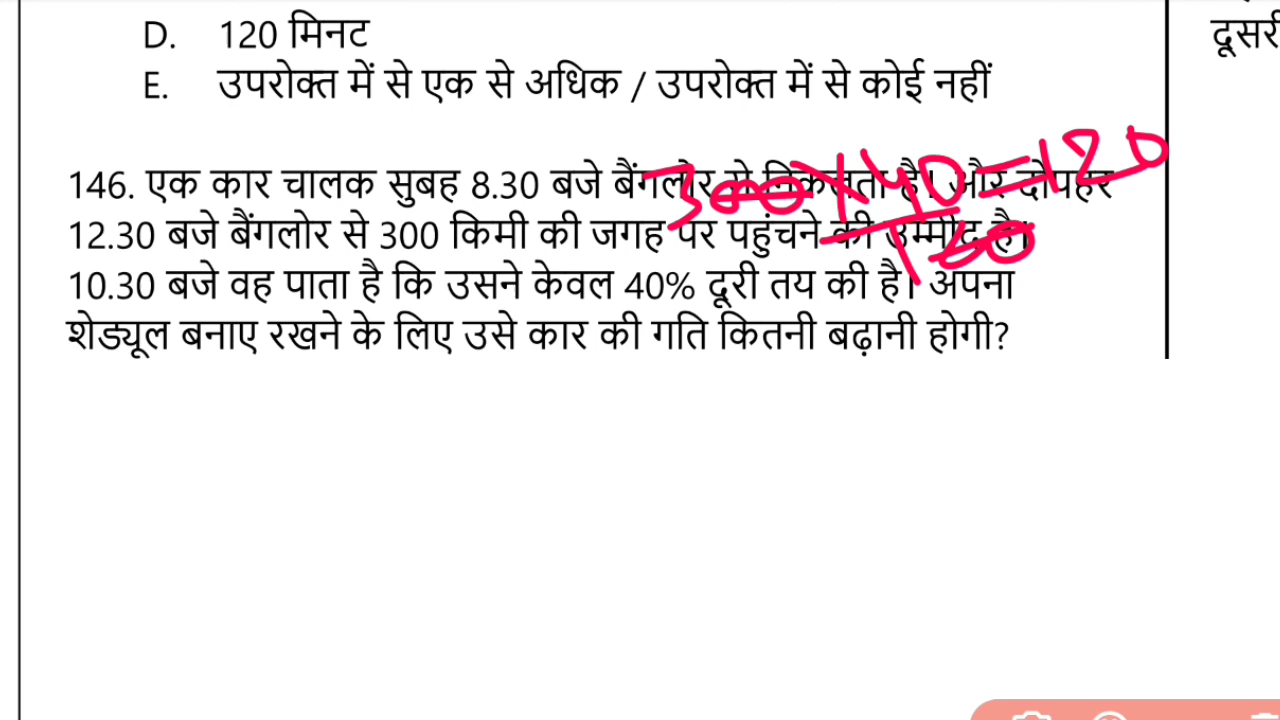 D. 120 मिनट
E. उपरोक्त में से एक से अधिक / उपरोक्त में से कोई नहीं
दूसरी
146. एक कार चालक सुबह 8.30 बजे बैंगलोर से निकलता है। और दोपहर
12.30 बजे बैंगलोर से 300 किमी की जगह पर पहुंचने की उम्मीद है।
10.30 बजे वह पाता है कि उसने केवल 40% दूरी तय की है। अपना
शेड्यूल बनाए रखने के लिए उसे कार की गति कितनी बढ़ानी होगी?
300×40=120
100